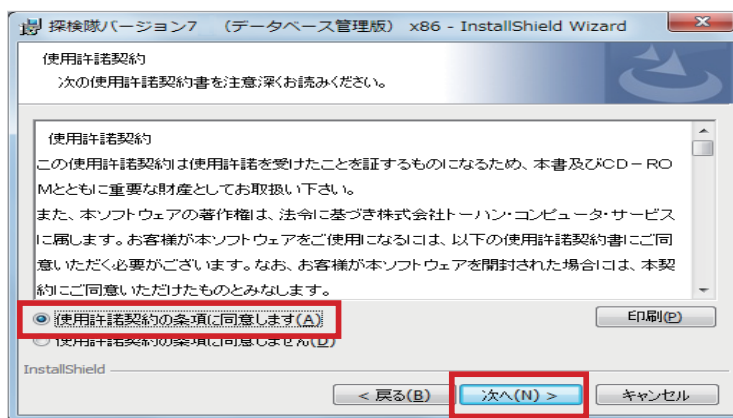 探検隊バージョン7 （データベース管理版） x86 - InstallShield Wizard
使用許諾契約
次の使用許諾契約書を注意深くお読みください。
使用許諾契約
この使用許諾契約は使用許諾を受けたことを証するものになるため、本書及びCD－RO
Mとともに重要な財産としてお取扱い下さい。
また、本ソフトウェアの著作権は、法令に基づき株式会社トーハン・コンピュータ・サービス
に属します。お客様が本ソフトウェアをご使用になるには、以下の使用許諾契約書にご同
意いただく必要がございます。なお、お客様が本ソフトウェアを開封された場合には、本契
約にご同意いただけたものとみなします。
使用許諾契約の条項に同意します(A)
印刷(P)
使用許諾契約の条項に同意しません(D)
InstallShield
< 戻る(B)
次へ(N) >
キャンセル